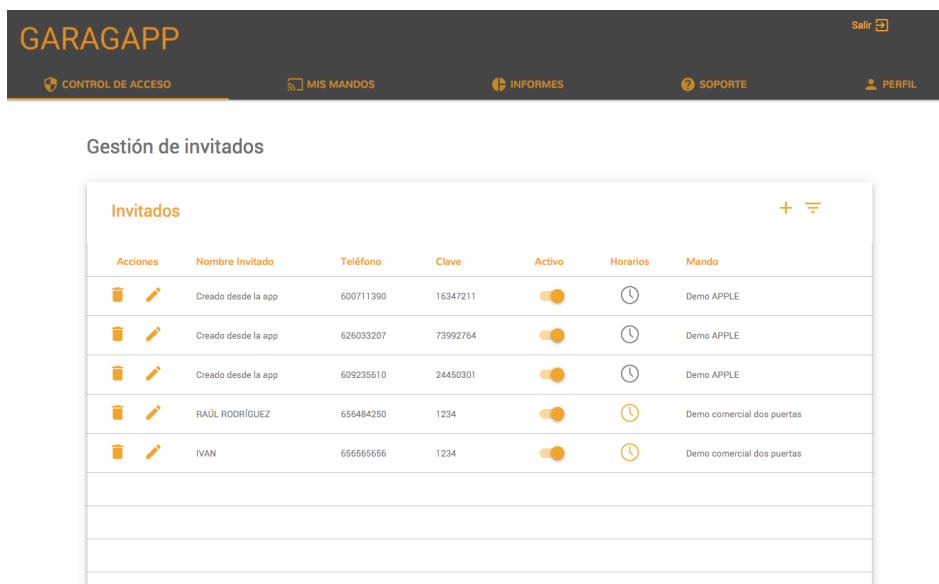 GARAGAPP
Salir
CONTROL DE ACCESO MIS MANDOS INFORMES SOPORTE PERFIL
Gestión de invitados
Invitados
Acciones Nombre Invitado Teléfono Clave Activo Horarios Mando
Creado desde la app 600711390 16347211 Demo APPLE
Creado desde la app 626033207 73992764 Demo APPLE
Creado desde la app 609235610 24450301 Demo APPLE
RAÚL RODRÍGUEZ 656484250 1234 Demo comercial dos puertas
IVAN 656565656 1234 Demo comercial dos puertas